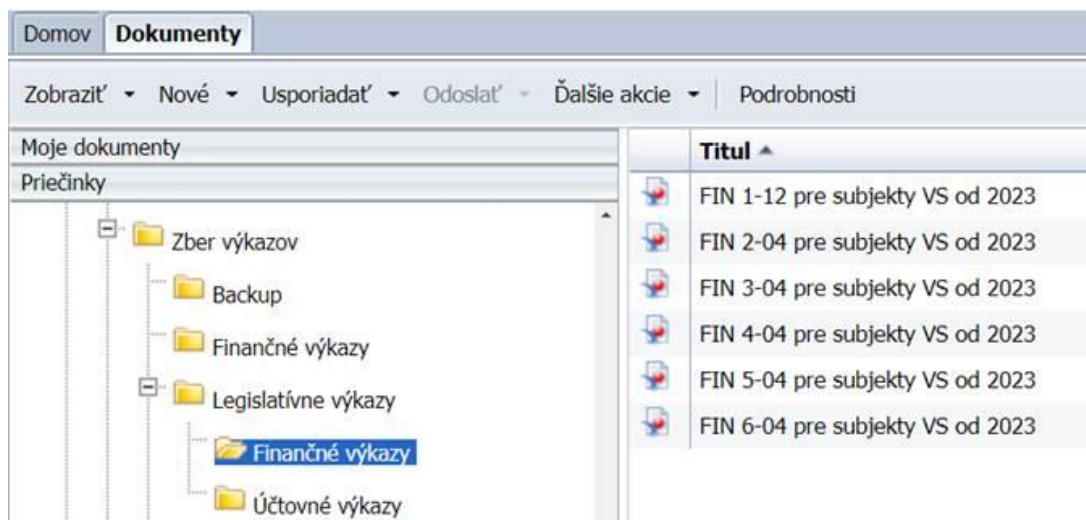 Domov Dokumenty
Zobraziť Nové Usporiadať Odoslať Ďalšie akcie Podrobnosti
Moje dokumenty
Priečinky
Zber výkazov
Backup
Finančné výkazy
Legislatívne výkazy
Finančné výkazy
Účtovné výkazy
Titul
FIN 1-12 pre subjekty VS od 2023
FIN 2-04 pre subjekty VS od 2023
FIN 3-04 pre subjekty VS od 2023
FIN 4-04 pre subjekty VS od 2023
FIN 5-04 pre subjekty VS od 2023
FIN 6-04 pre subjekty VS od 2023